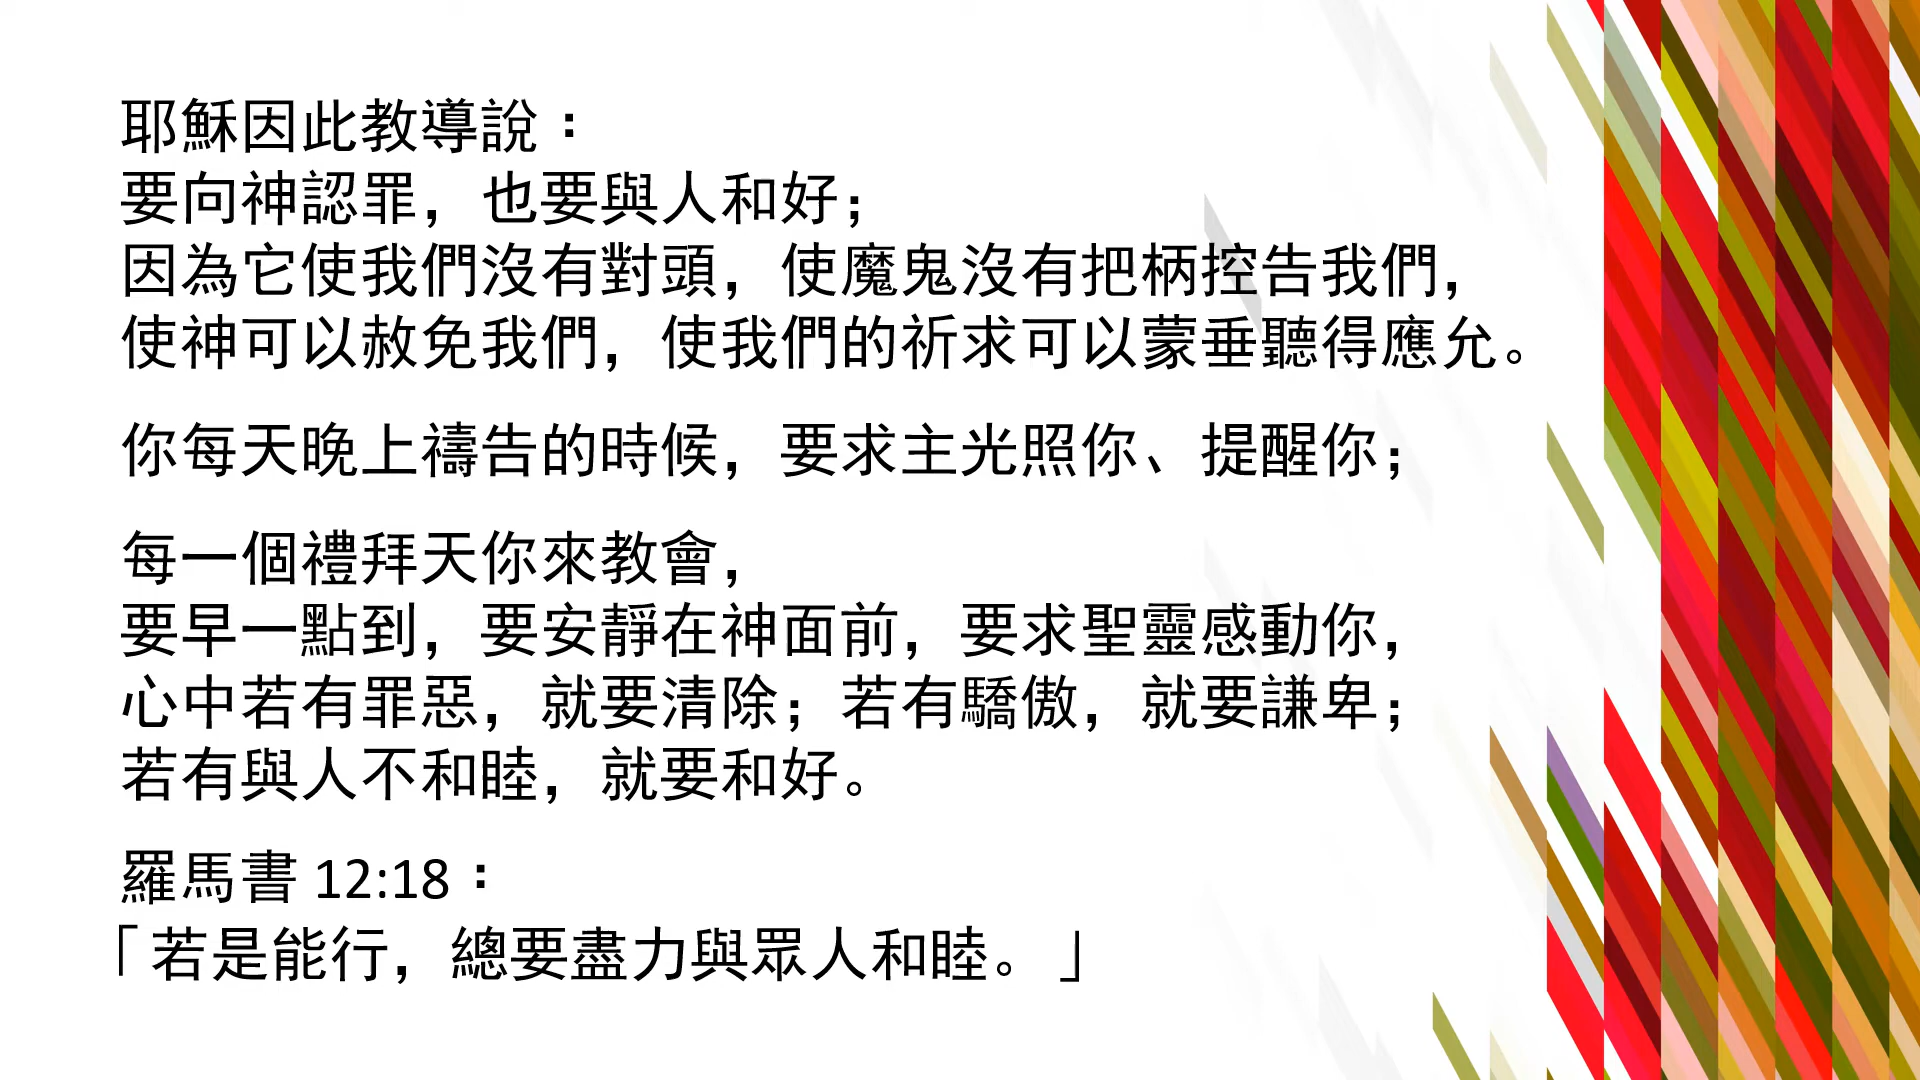 耶穌因此教導說：
要向神認罪，也要與人和好；
因為它使我們沒有對頭，使魔鬼沒有把柄控告我們，
使神可以赦免我們，使我們的祈求可以蒙垂聽得應允。
你每天晚上禱告的時候，要求主光照你、提醒你；
每一個禮拜天你來教會，
要早一點到，要安靜在神面前，要求聖靈感動你，
心中若有罪惡，就要清除；若有驕傲，就要謙卑；
若有與人不和睦，就要和好。
羅馬書 12:18：
「若是能行，總要盡力與眾人和睦。」